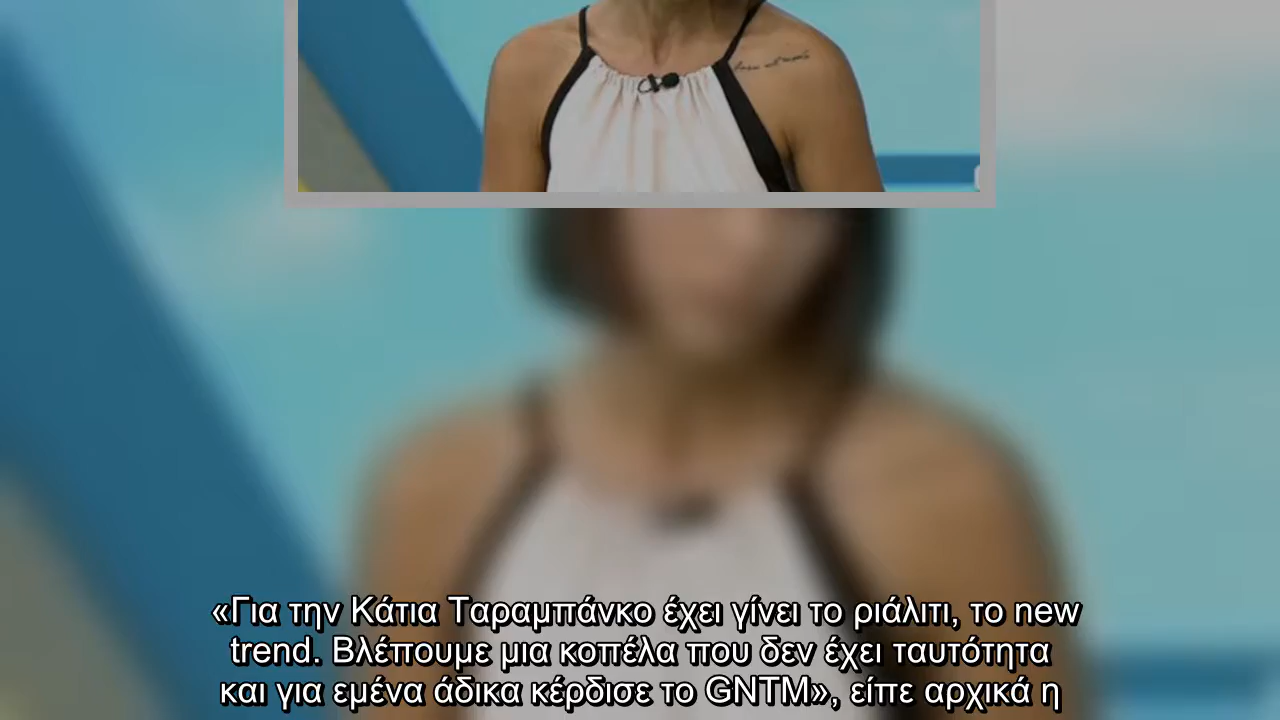 «Για την Κάτια Ταραμπάνκο έχει γίνει το ριάλιτι, το new
trend. Βλέπουμε μια κοπέλα που δεν έχει ταυτότητα
και για εμένα άδικα κέρδισε το GNTM», είπε αρχικά η